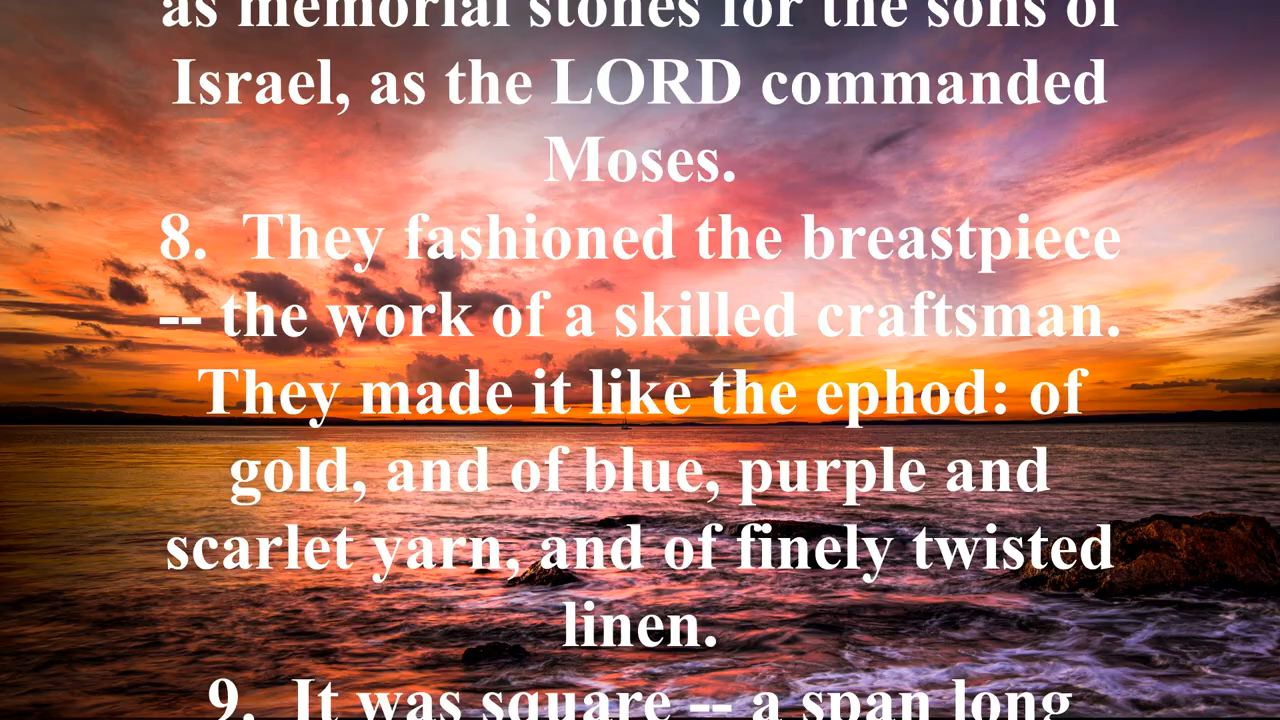 as memorial stones for the sons of
Israel, as the LORD commanded
Moses.
8.  They fashioned the breastpiece
-- the work of a skilled craftsman.
They made it like the ephod: of
gold, and of blue, purple and
scarlet yarn, and of finely twisted
linen.
9.  It was square -- a span long